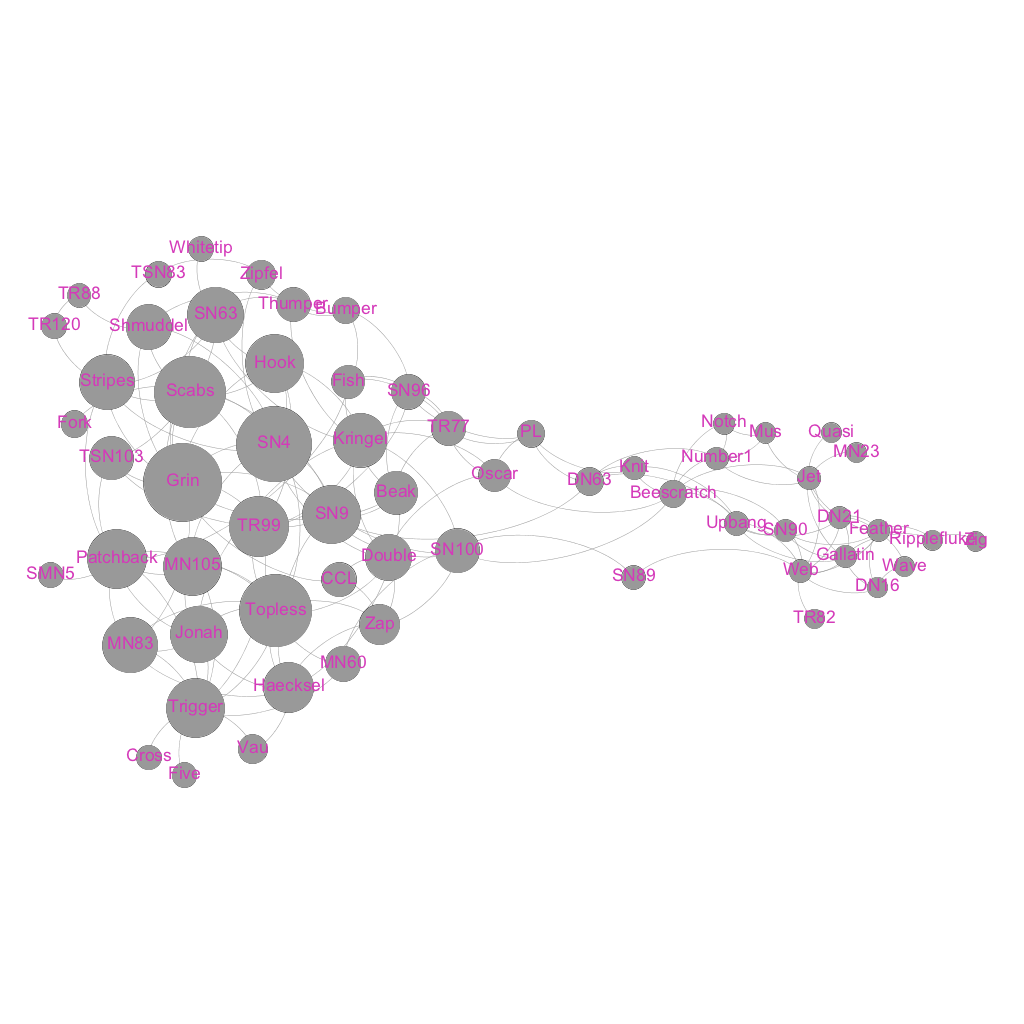 Whitetip
TSN83
Zipfel
TR88
Thumper
Bumper
SN63
TR120
Shmuddel
Hook
Stripes
Fish
Scabs
SN96
Fork
Notch
TR77
PL
Mus
Quasi
SN4
Kringel
MN23
TSN103
Number1
Knit
Grin
Oscar
DN63
Jet
Beak
Beescratch
SN9
DN21
TR99
Upbang
SN90
Feather
Ripplefluke
Zig
SN100
Patchback
Double
Gallatin
MN105
Wave
SMN5
CCL
SN89
Web
DN16
Topless
TR82
Zap
Jonah
MN83
MN60
Haecksel
Trigger
Vau
Cross
Five